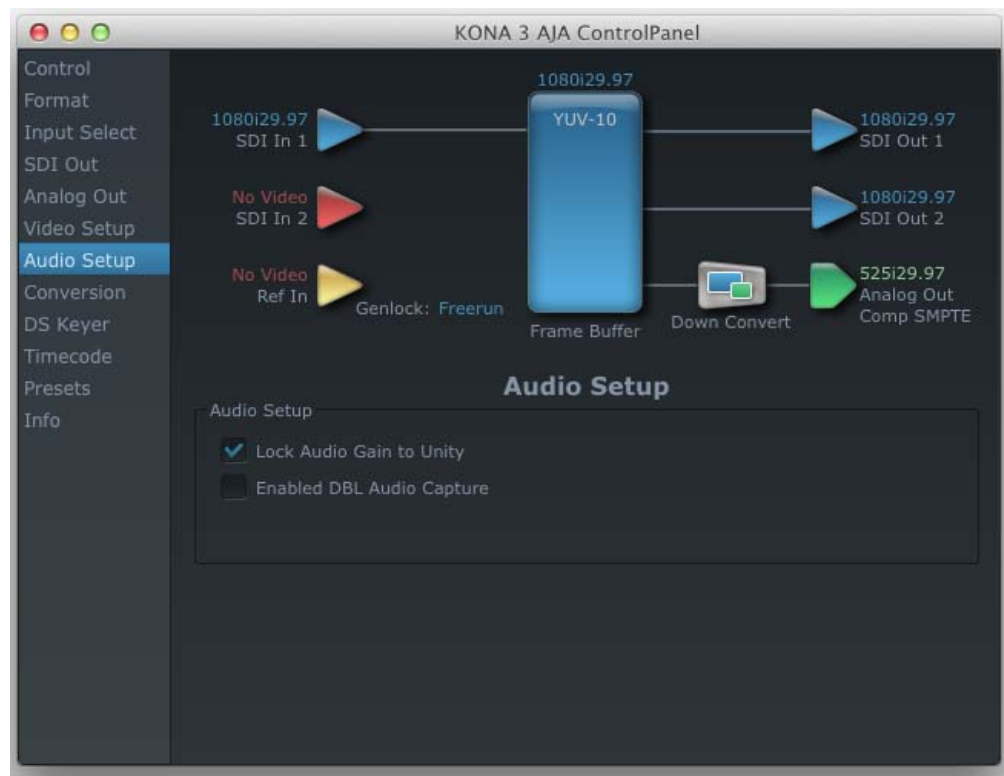 KONA 3 AJA ControlPanel
Control
Format
Input Select
SDI Out
Analog Out
Video Setup
Audio Setup
Conversion
DS Keyer
Timecode
Presets
Info
1080i29.97
YUV-10
Frame Buffer
1080i29.97
SDI In 1
No Video
SDI In 2
No Video
Ref In
Genlock: Freerun
Down Convert
1080i29.97
SDI Out 1
1080i29.97
SDI Out 2
525i29.97
Analog Out
Comp SMPTE
Audio Setup
Audio Setup
Lock Audio Gain to Unity
Enabled DBL Audio Capture